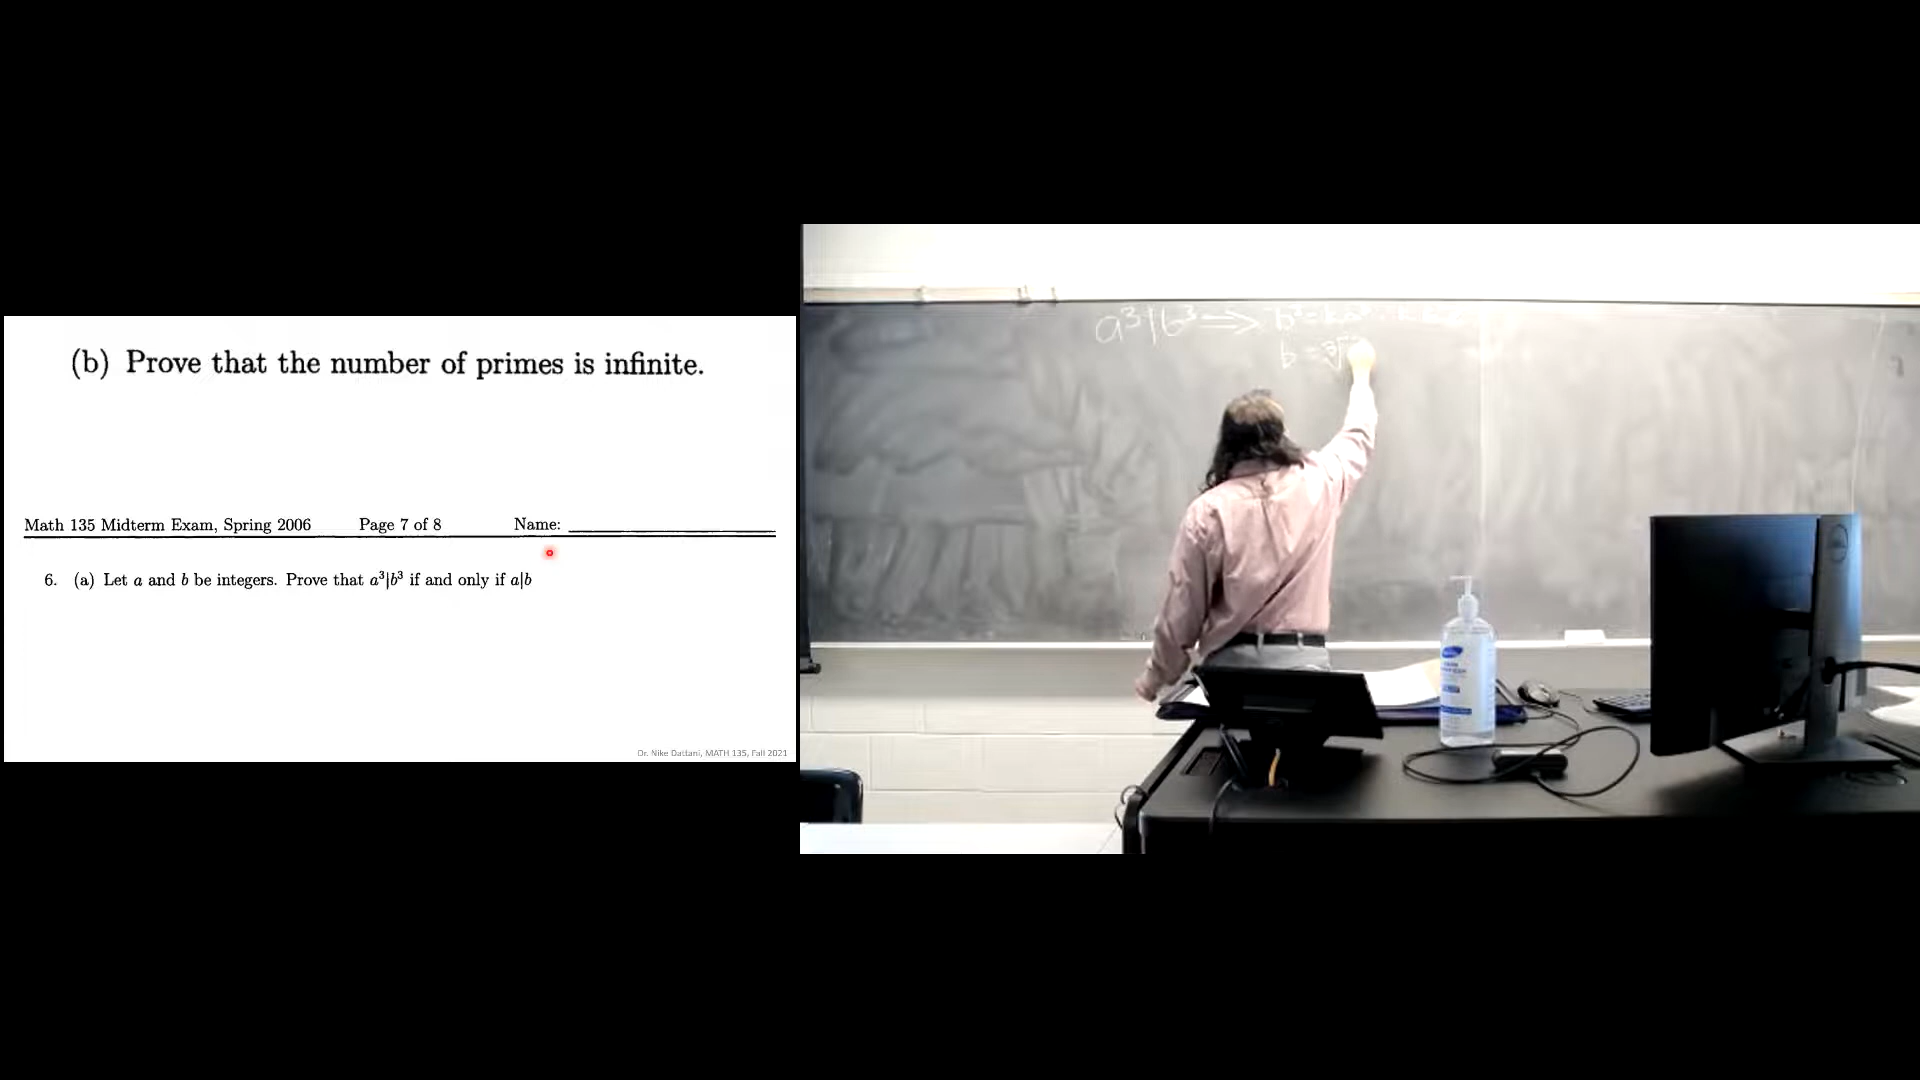 (b) Prove that the number of primes is infinite.
Math 135 Midterm Exam, Spring 2006 Page 7 of 8 Name:
6. (a) Let a and b be integers. Prove that a³|b³ if and only if a|b
Dr. Nike Dattani, MATH 135, Fall 2021
a³|b³ ⟹
b = ∛